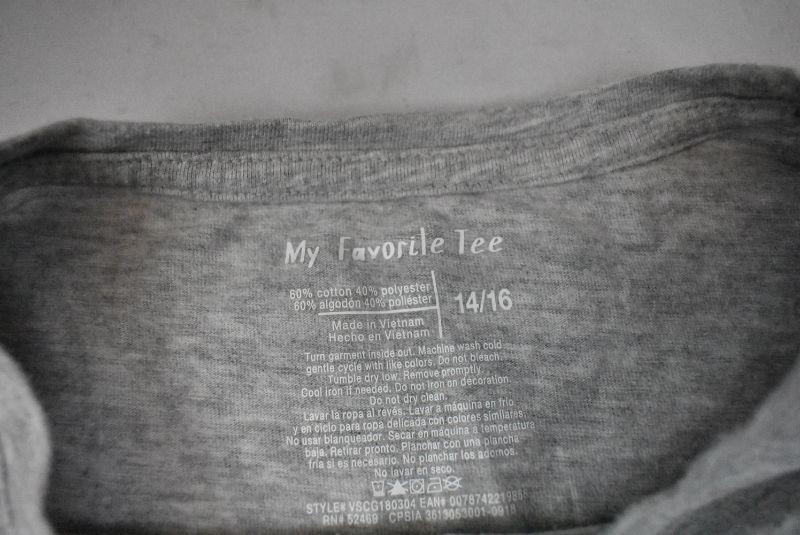 My Favorite Tee
60% cotton 40% polyester
60% algodón 40% poliéster
14/16
Made in Vietnam
Hecho en Vietnam
Turn garment inside out. Machine wash cold
gentle cycle with like colors. Do not bleach.
Tumble dry low. Remove promptly.
Cool iron if needed. Do not iron on decoration.
Do not dry clean.
Lavar la ropa al revés. Lavar a máquina en frío
y en ciclo para ropa delicada con colores similares.
No usar blanqueador. Secar en máquina a temperatura
baja. Retirar pronto. Planchar con una plancha
fría si es necesario. No planchar los adornos.
No lavar en seco.
STYLE# VSCG180304 EAN#
RN# 52469 CPSIA 3613053001-0918